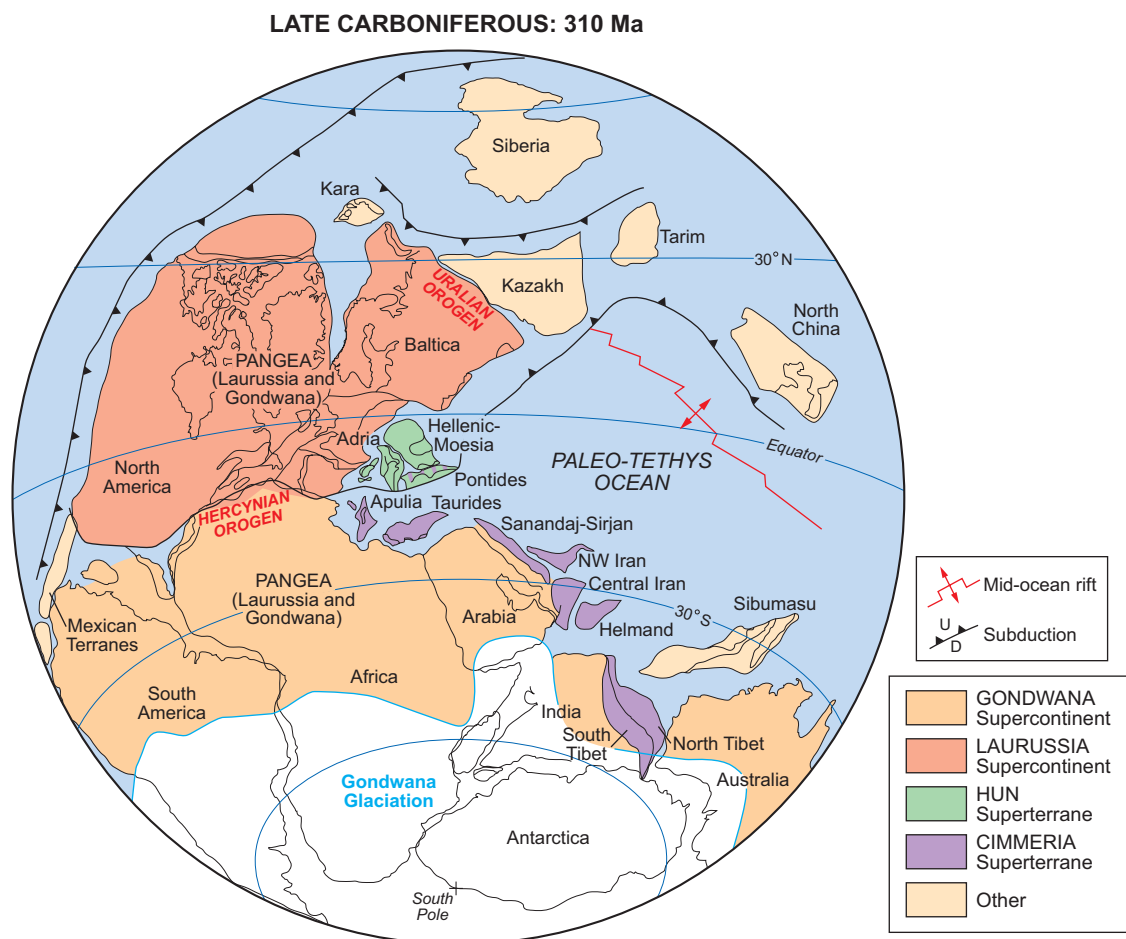 LATE CARBONIFEROUS: 310 Ma
Siberia
Kara
Tarim
30° N
Kazakh
URALIAN
OROGEN
North
China
Baltica
PANGEA
(Laurussia and
Gondwana)
Hellenic-
Moesia
Adria
Equator
PALEO-TETHYS
OCEAN
North
America
Pontides
HERCYNIAN
OROGEN
Apulia
Taurides
Sanandaj-Sirjan
NW Iran
Central Iran
PANGEA
(Laurussia and
Gondwana)
Arabia
30° S
Sibumasu
Helmand
Mexican
Terranes
Africa
South
America
India
South
Tibet
North Tibet
Australia
Gondwana
Glaciation
Antarctica
South
Pole
Mid-ocean rift
U
D
Subduction
GONDWANA
Supercontinent
LAURUSSIA
Supercontinent
HUN
Superterrane
CIMMERIA
Superterrane
Other